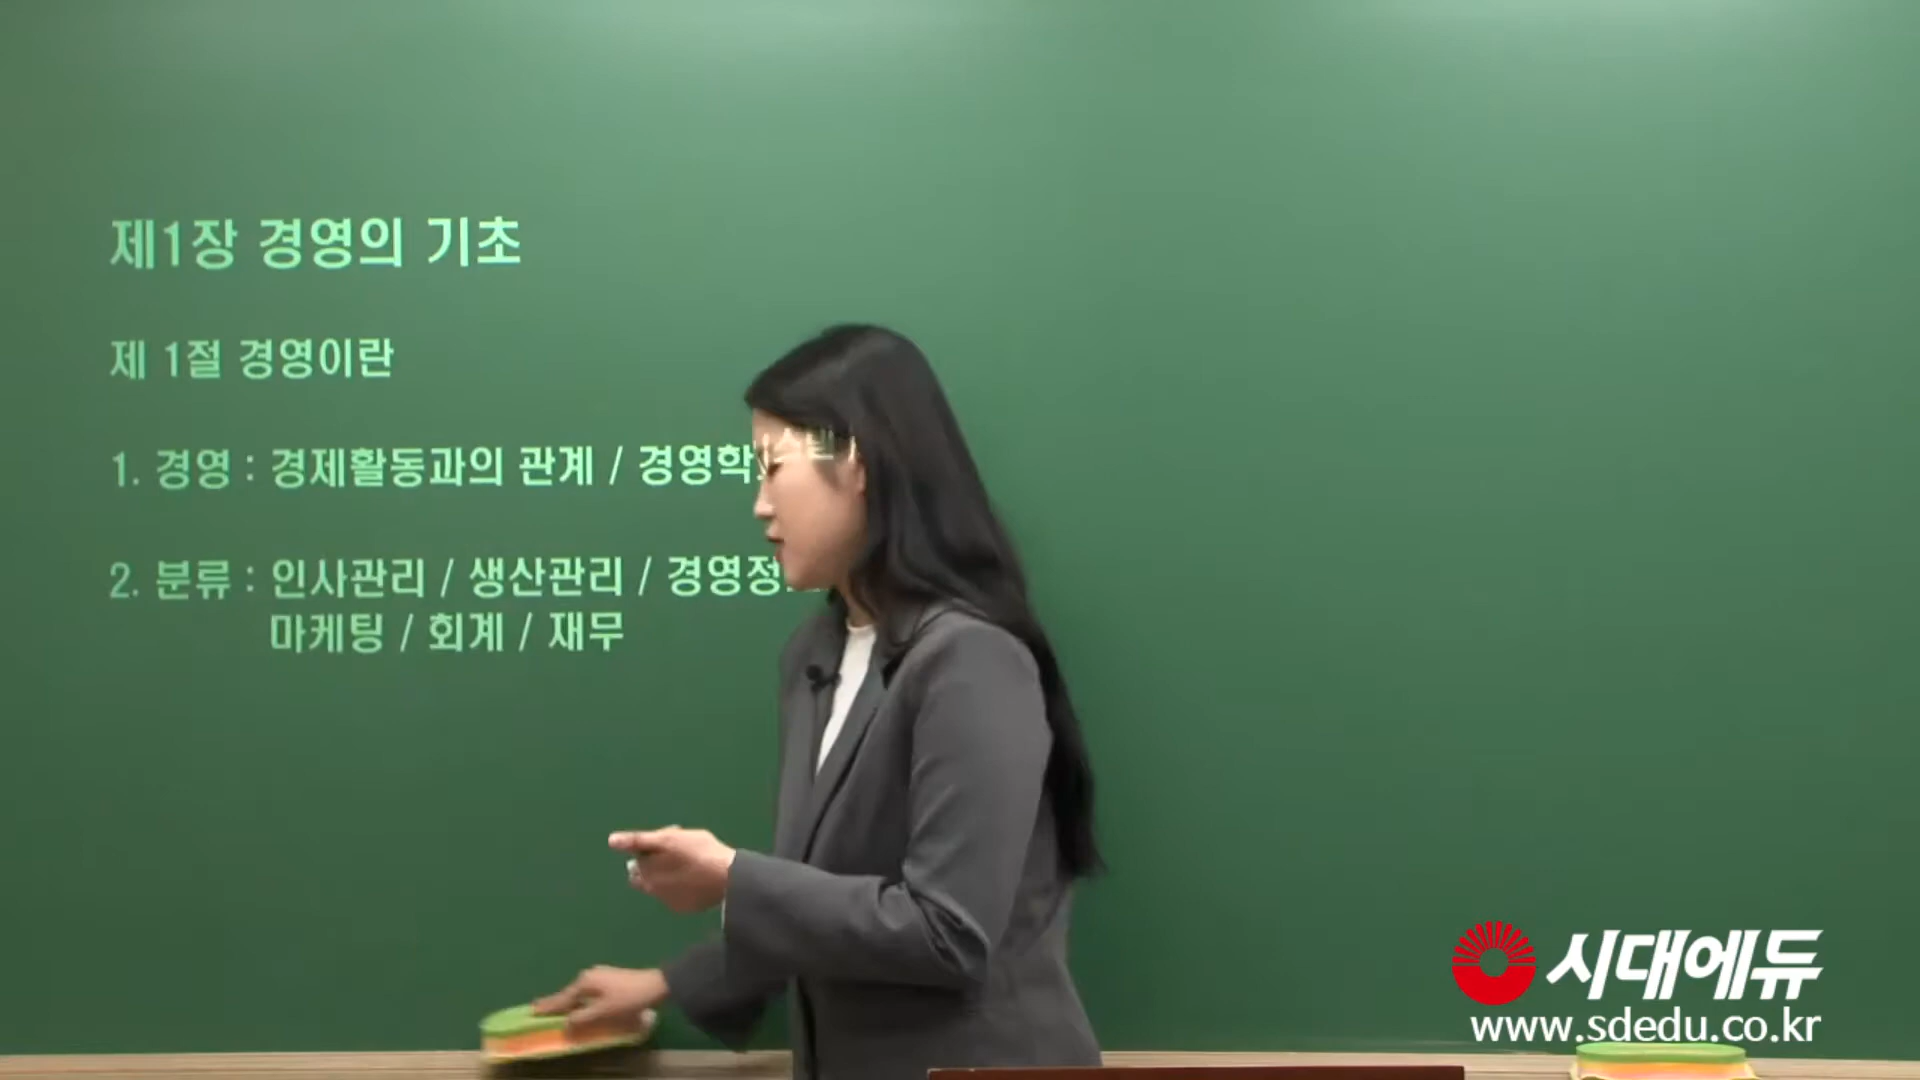 제1장 경영의 기초
제 1절 경영이란
1. 경영 : 경제활동과의 관계 / 경영학
2. 분류 : 인사관리 / 생산관리 / 경영정
마케팅 / 회계 / 재무
시대에듀
www.sdedu.co.kr